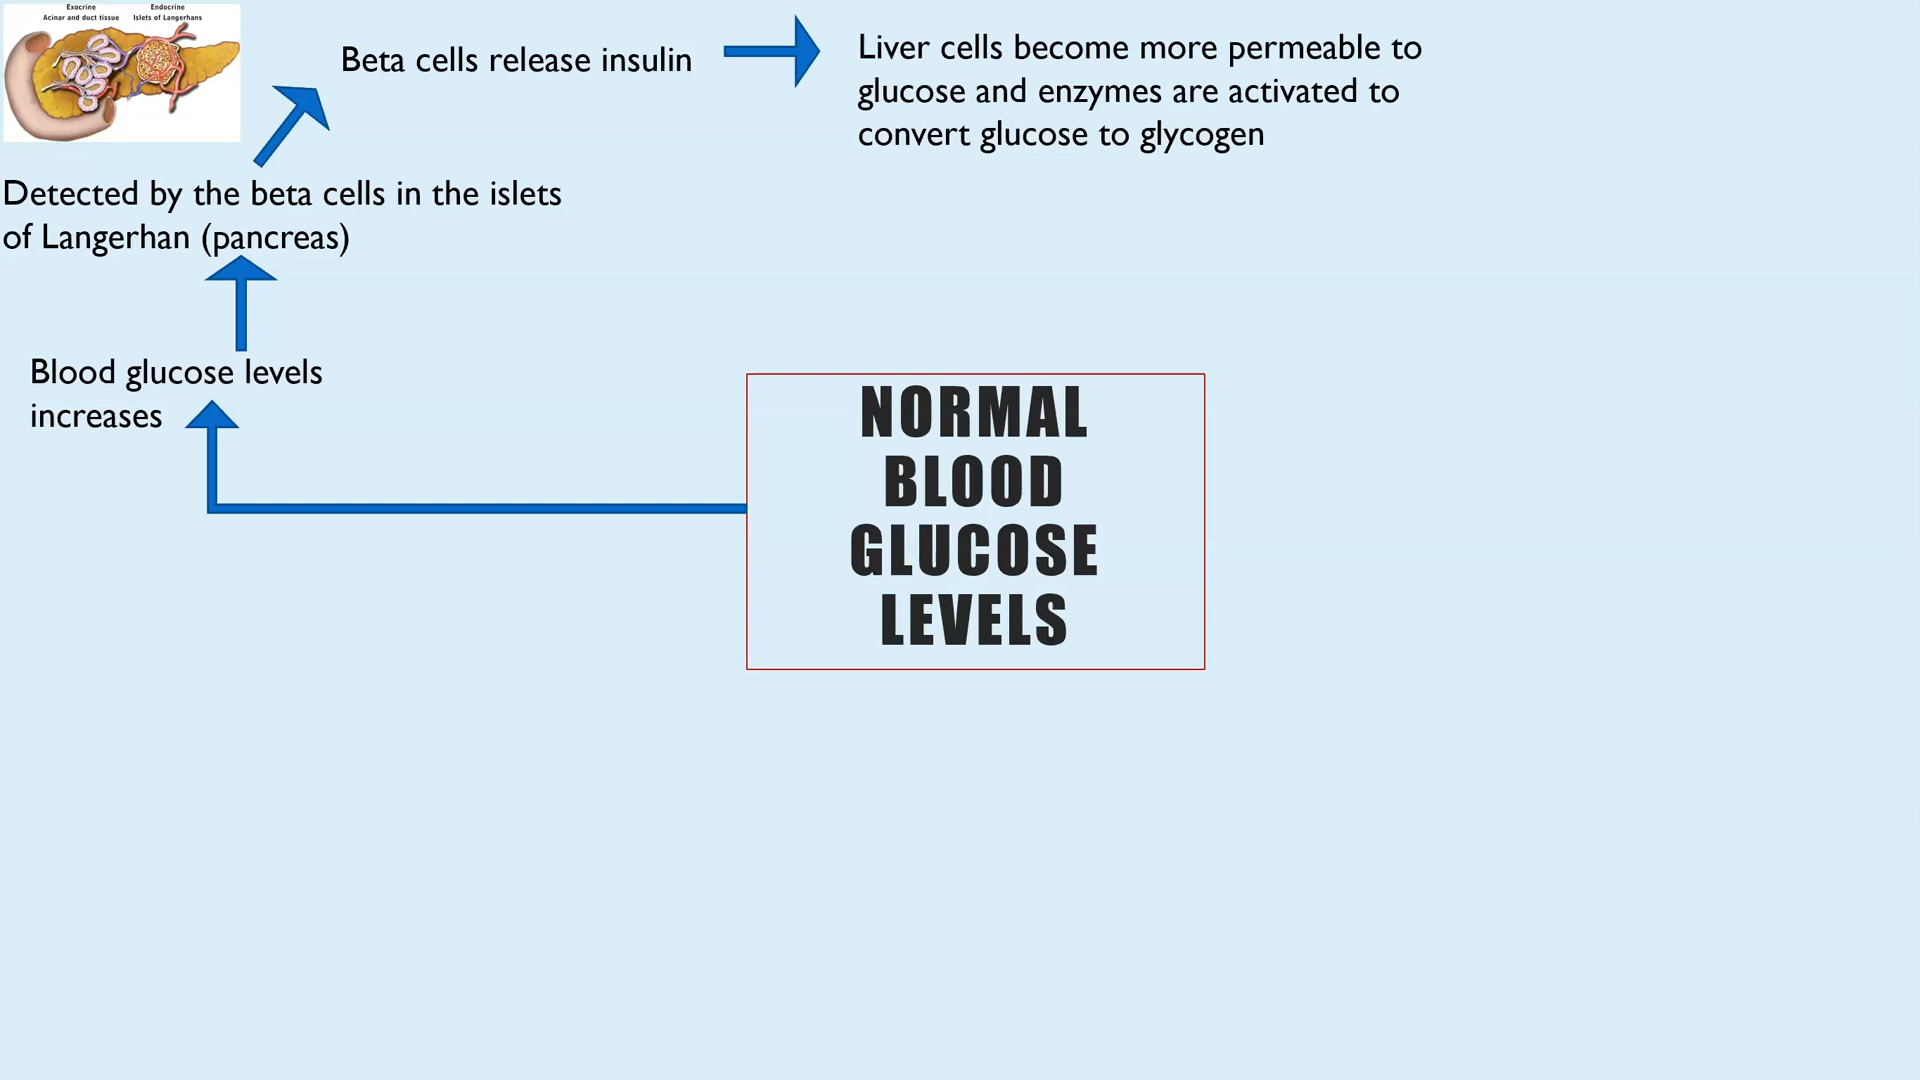 Exocrine
Acinar and duct tissue
Endocrine
Islets of Langerhans
Beta cells release insulin
Liver cells become more permeable to
glucose and enzymes are activated to
convert glucose to glycogen
Detected by the beta cells in the islets
of Langerhan (pancreas)
Blood glucose levels
increases
NORMAL
BLOOD
GLUCOSE
LEVELS